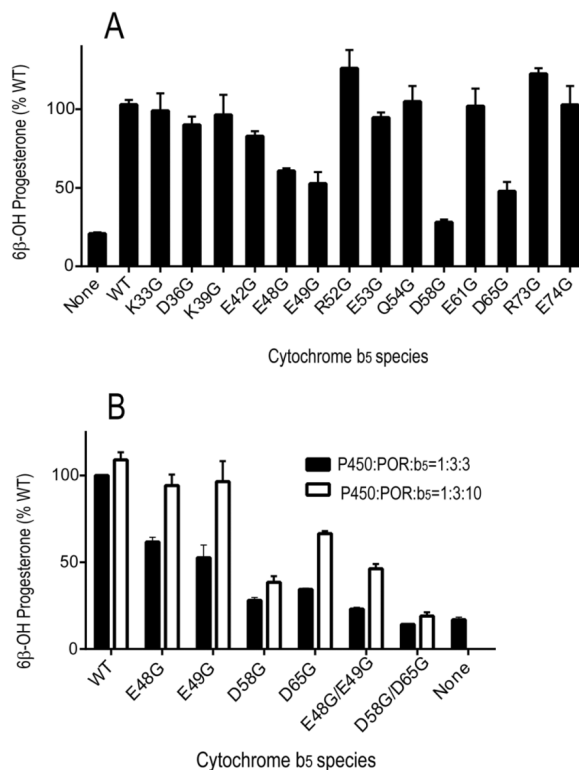 A
6β-OH Progesterone (% WT)
100
50
0
None
WT
K33G
D36G
K39G
E42G
E48G
E49G
R52G
E53G
Q54G
D58G
E61G
D65G
R73G
E74G
Cytochrome b5 species
B
6β-OH Progesterone (% WT)
P450:POR:b5=1:3:3
P450:POR:b5=1:3:10
100
50
0
WT
E48G
E49G
D58G
D65G
E48G/E49G
D58G/D65G
None
Cytochrome b5 species